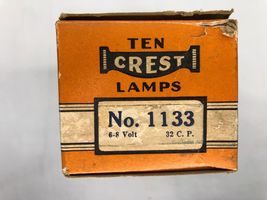 TEN
CREST
LAMPS
No. 1133
6-8 Volt 32 C. P.